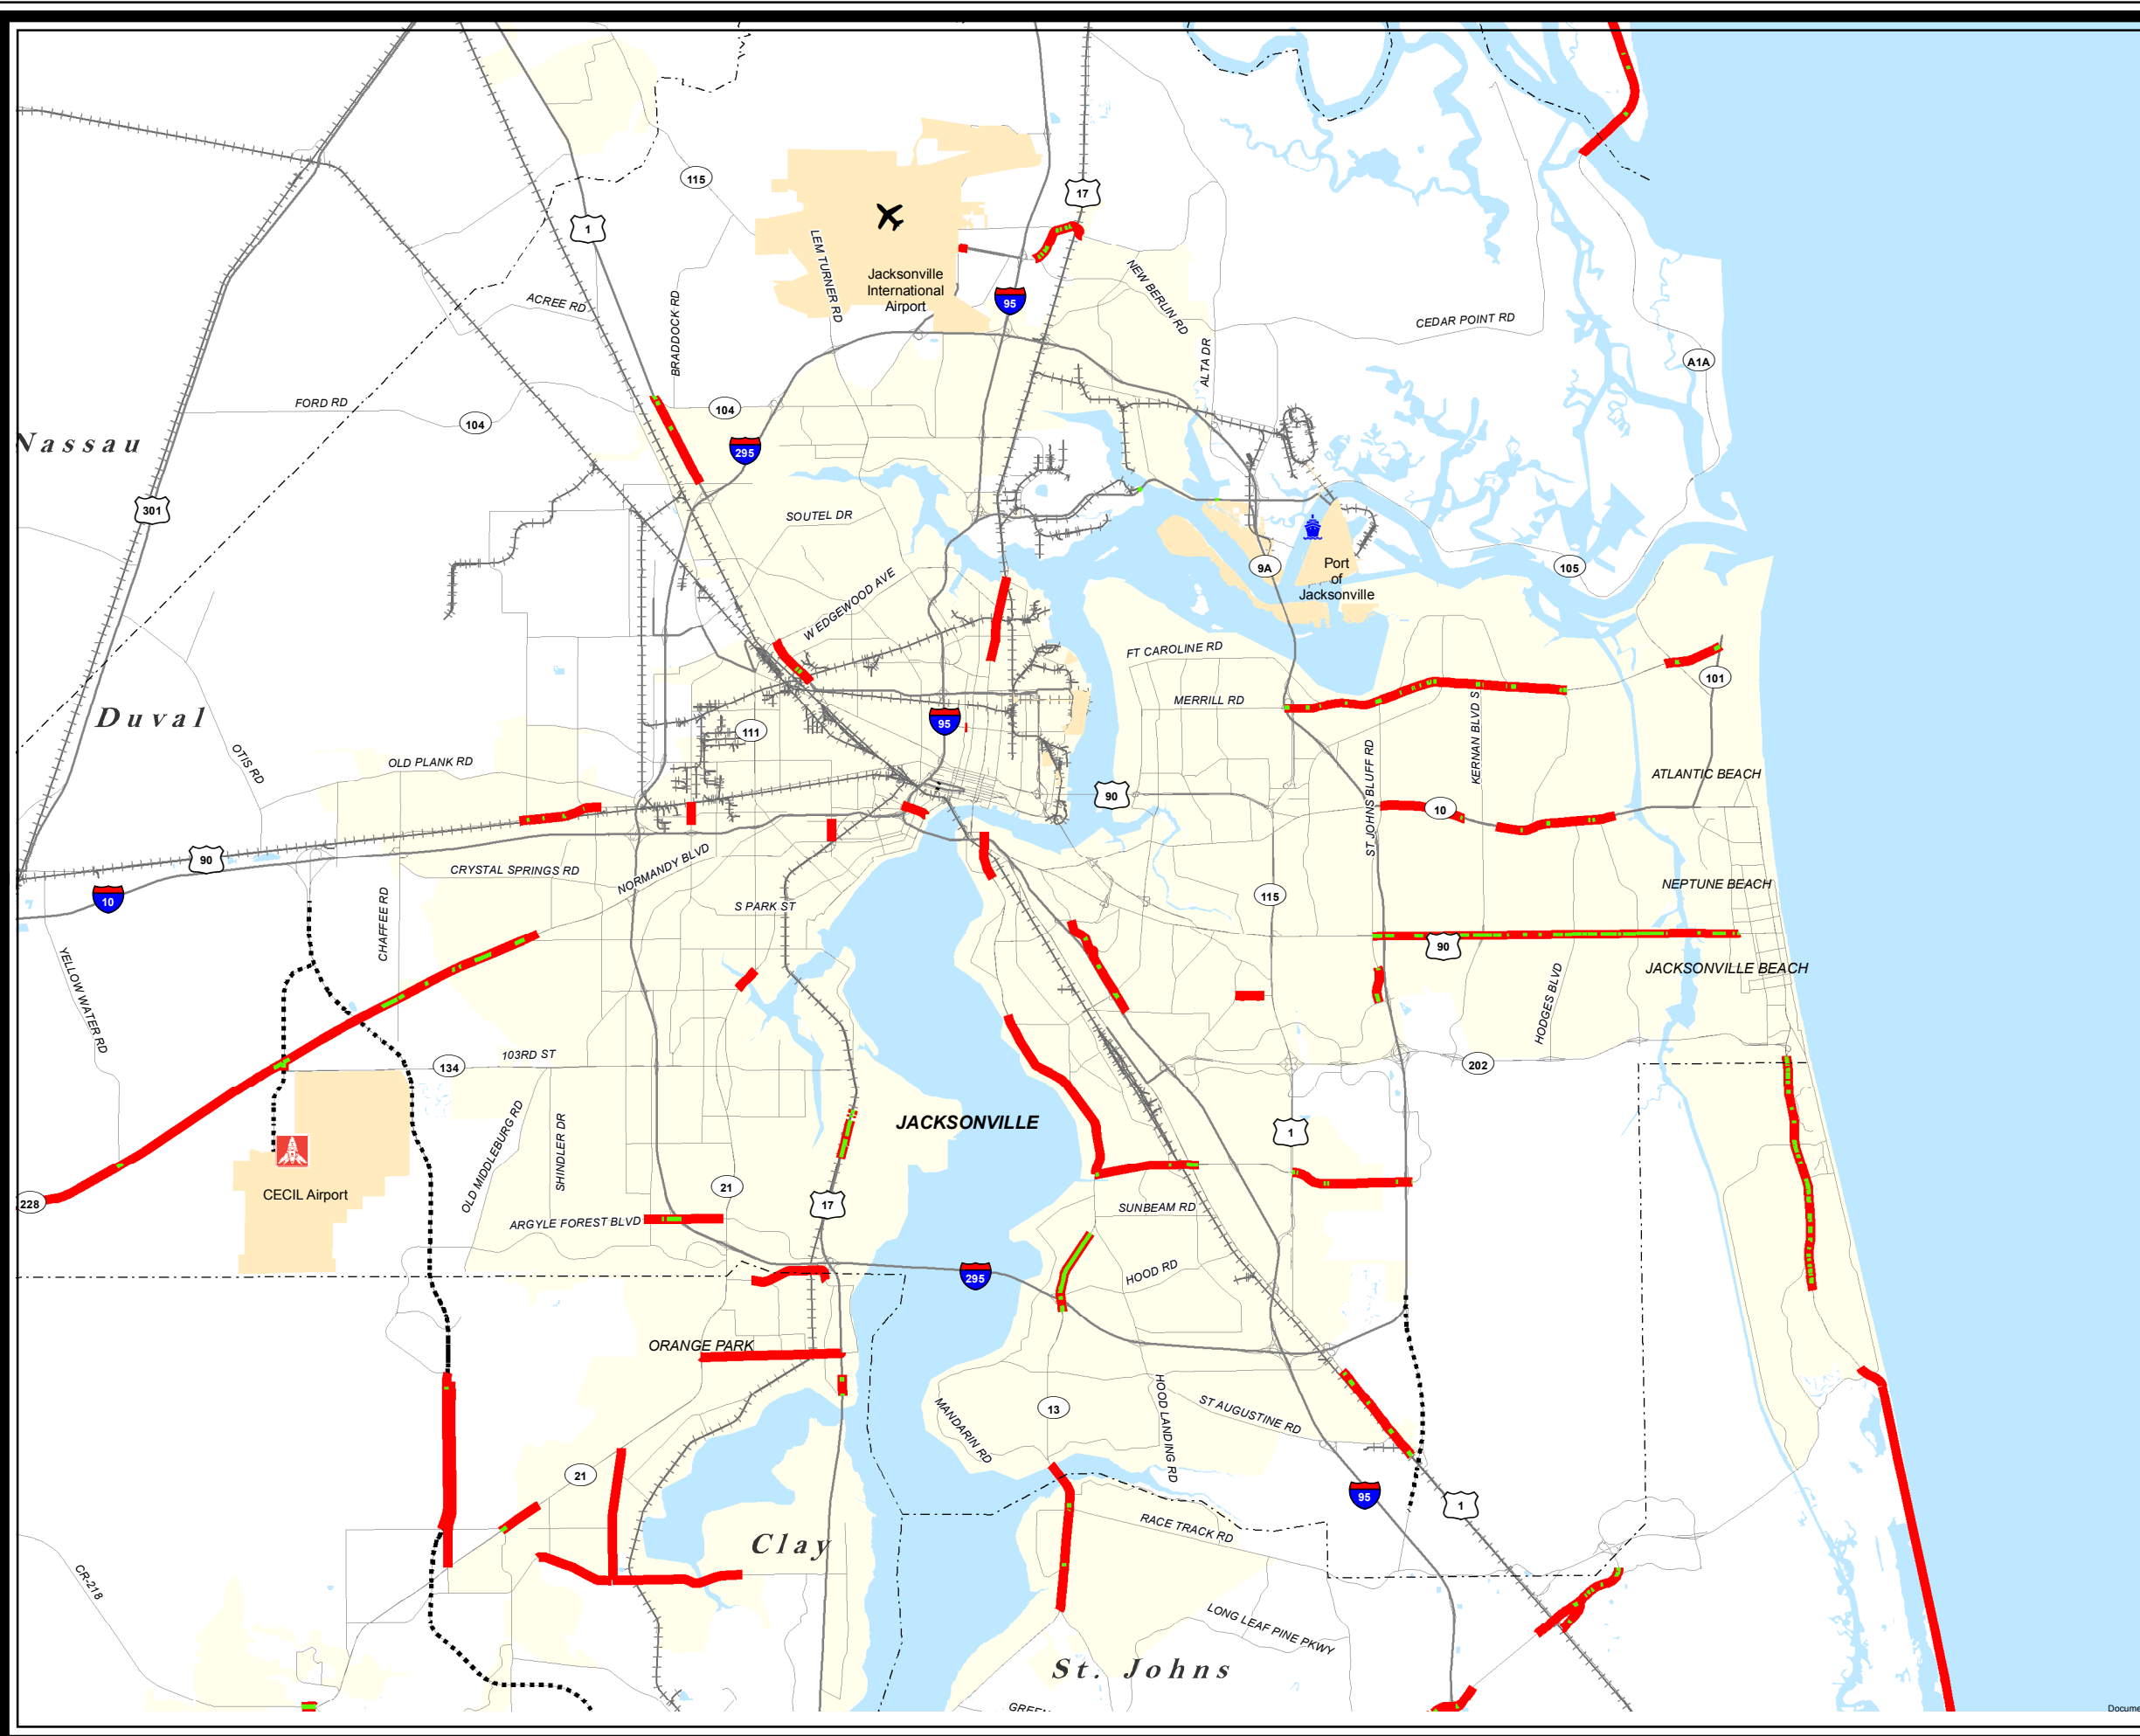 115
17
1
LEM TURNER RD
Jacksonville
International
Airport
NEW BERLIN RD
ACREE RD
BRADDOCK RD
95
CEDAR POINT RD
ALTA DR
A1A
FORD RD
104
104
Nassau
295
301
SOUTEL DR
Port
of
Jacksonville
9A
105
W EDGEWOOD AVE
FT CAROLINE RD
101
MERRILL RD
KERNAN BLVD S
Duval
95
111
OTIS RD
OLD PLANK RD
ST JOHNS BLUFF RD
ATLANTIC BEACH
90
10
90
CRYSTAL SPRINGS RD
NORMANDY BLVD
NEPTUNE BEACH
10
CHAFFEE RD
S PARK ST
115
90
YELLOW WATER RD
JACKSONVILLE BEACH
HODGES BLVD
103RD ST
134
202
OLD MIDDLEBURG RD
SHINDLER DR
JACKSONVILLE
1
CECIL Airport
228
21
17
SUNBEAM RD
ARGYLE FOREST BLVD
295
HOOD RD
ORANGE PARK
13
MANDARIN RD
HOOD LANDING RD
ST AUGUSTINE RD
21
95
1
RACE TRACK RD
Clay
CR-218
LONG LEAF PINE PKWY
St. Johns